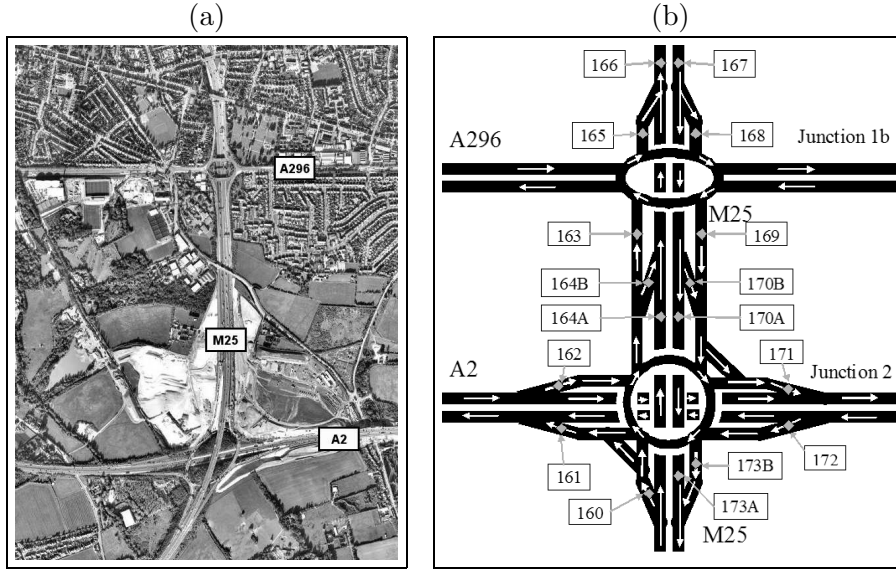 (a)
(b)
A296
M25
A2
166
167
165
168
A296
Junction 1b
M25
163
169
164B
170B
164A
170A
162
171
A2
Junction 2
161
172
173B
160
173A
M25